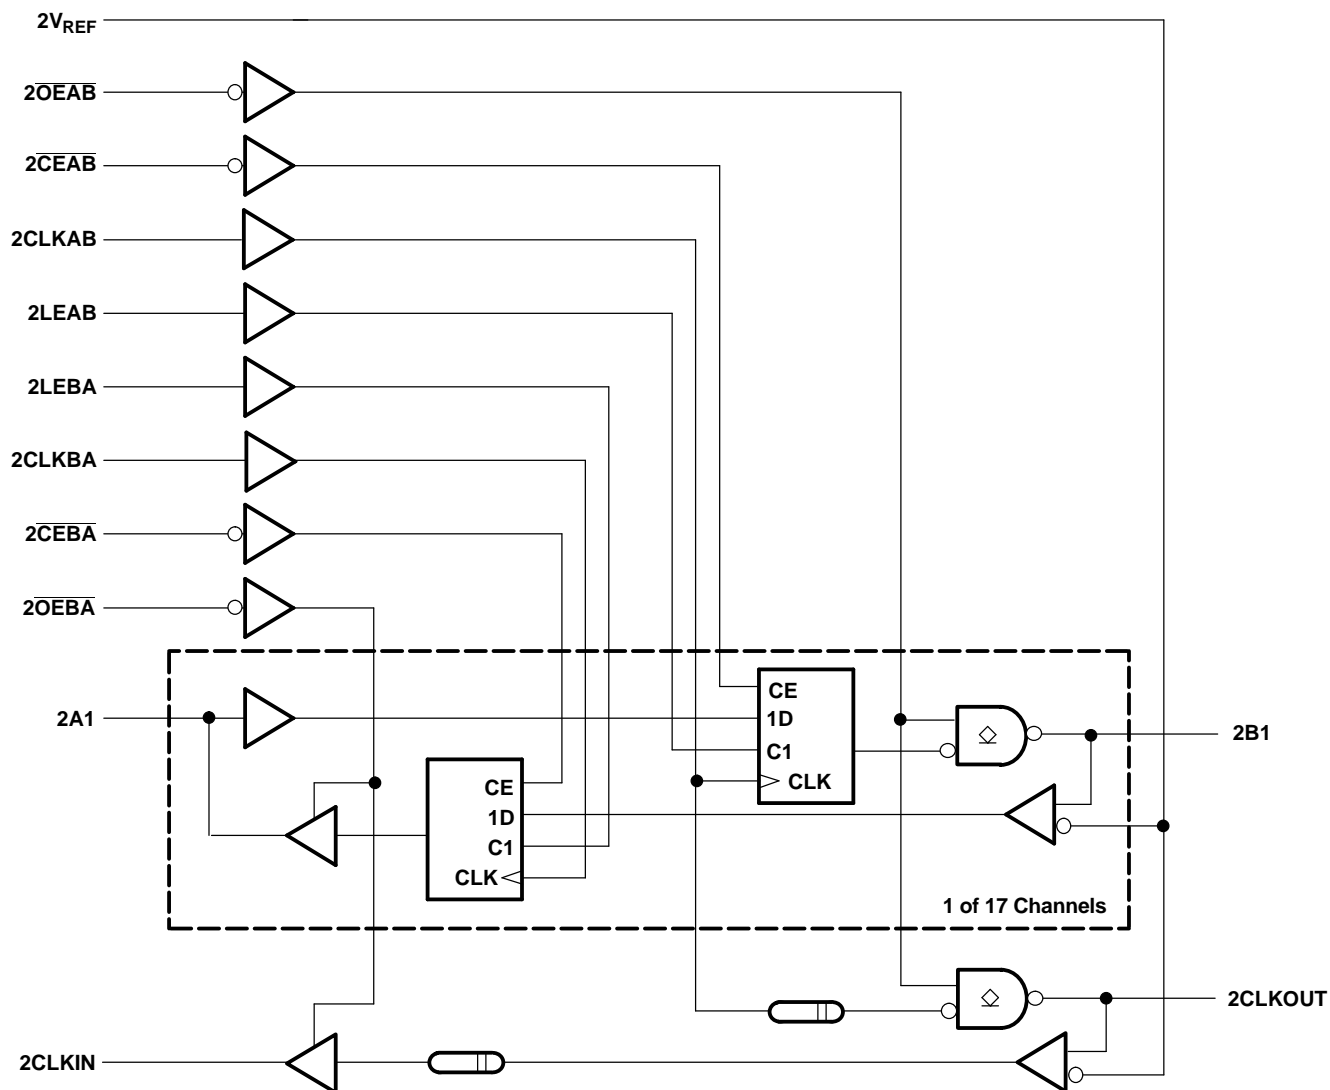 2VREF
2OEAB
2CEAB
2CLKAB
2LEAB
2LEBA
2CLKBA
2CEBA
2OEBA
2A1
CE
1D
C1
CLK
2B1
CE
1D
C1
CLK
1 of 17 Channels
2CLKOUT
2CLKIN